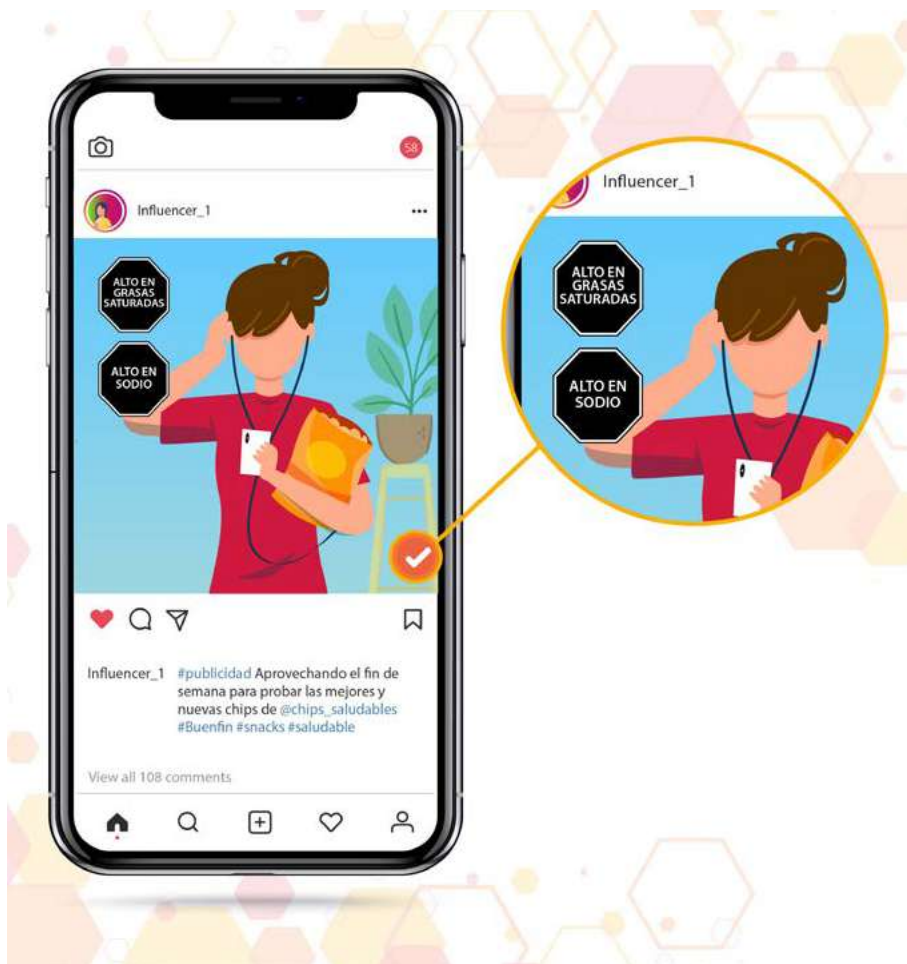 58
Influencer_1
ALTO EN
GRASAS
SATURADAS
ALTO EN
SODIO
Influencer_1 #publicidad Aprovechando el fin de
semana para probar las mejores y
nuevas chips de @chips_saludables
#Buenfin #snacks #saludable
View all 108 comments
Influencer_1
ALTO EN
GRASAS
SATURADAS
ALTO EN
SODIO